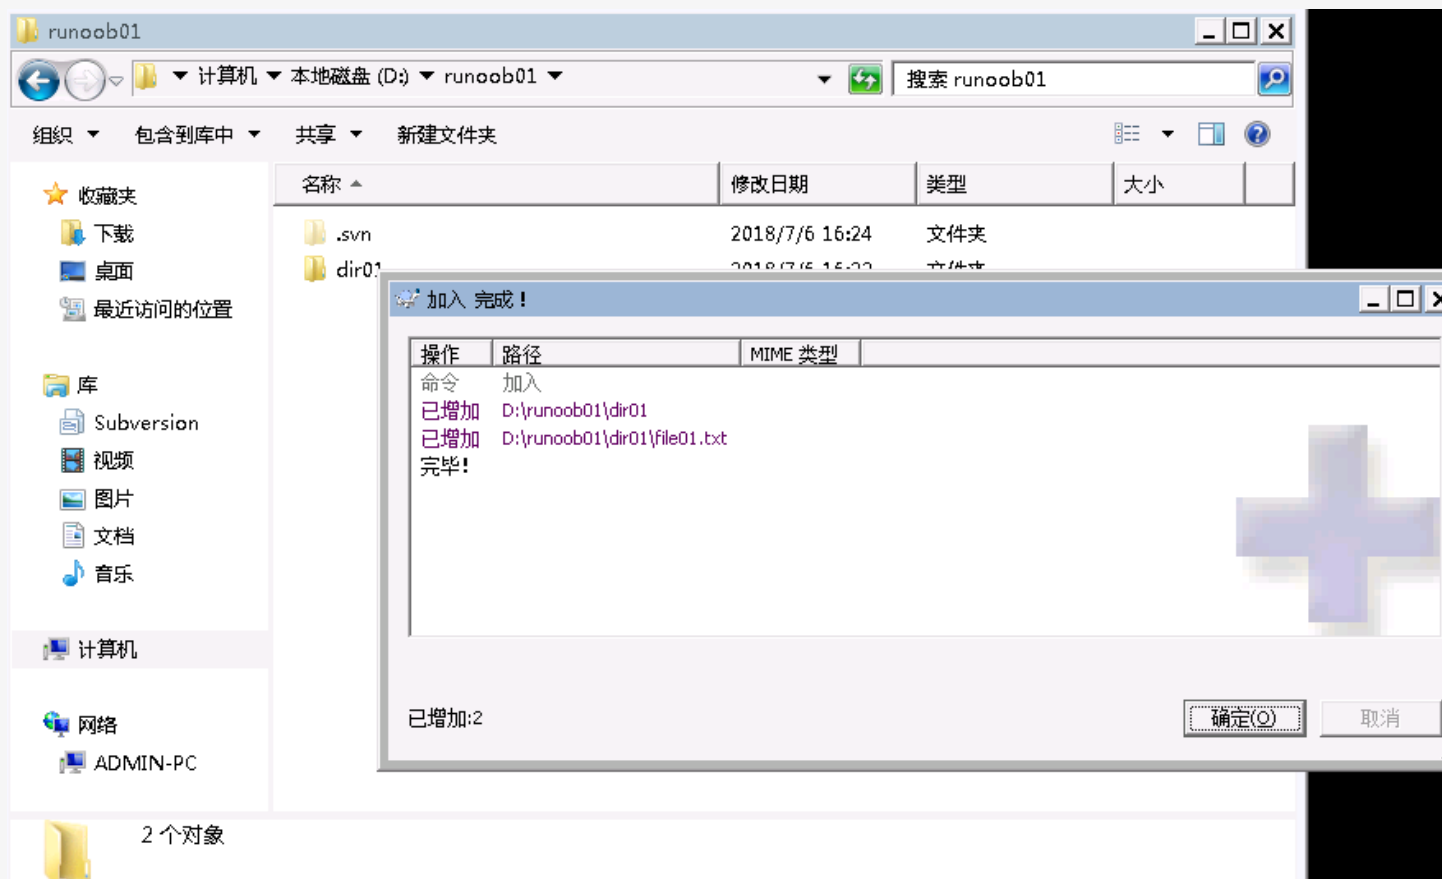 runoob01
计算机 本地磁盘 (D:) runoob01
搜索 runoob01
组织 包含到库中 共享 新建文件夹
名称 修改日期 类型 大小
收藏夹
下载
桌面
最近访问的位置
库
Subversion
视频
图片
文档
音乐
计算机
网络
ADMIN-PC
.svn 2018/7/6 16:24 文件夹
dir01
加入 完成！
操作 路径 MIME 类型
命令 加入
已增加 D:\runoob01\dir01
已增加 D:\runoob01\dir01\file01.txt
完毕!
已增加:2
确定(O) 取消
2 个对象